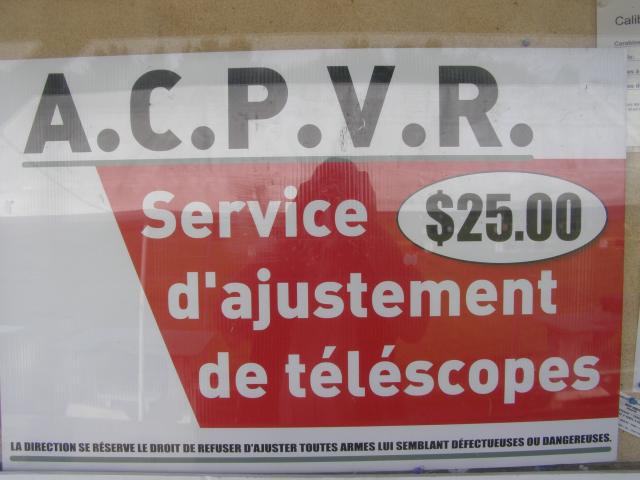 A.C.P.V.R.
Service $25.00
d'ajustement
de téléscopes
LA DIRECTION SE RÉSERVE LE DROIT DE REFUSER D'AJUSTER TOUTES ARMES LUI SEMBLANT DÉFECTUEUSES OU DANGEREUSES.
Calib